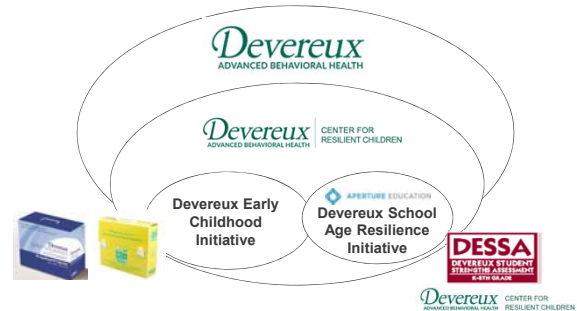 Devereux
ADVANCED BEHAVIORAL HEALTH
Devereux
ADVANCED BEHAVIORAL HEALTH
CENTER FOR
RESILIENT CHILDREN
Devereux Early
Childhood
Initiative
APERTURE EDUCATION
Devereux School
Age Resilience
Initiative
Devereux
DESSA
DEVEREUX STUDENT
STRENGTHS ASSESSMENT
K-8TH GRADE
Devereux
ADVANCED BEHAVIORAL HEALTH
CENTER FOR
RESILIENT CHILDREN